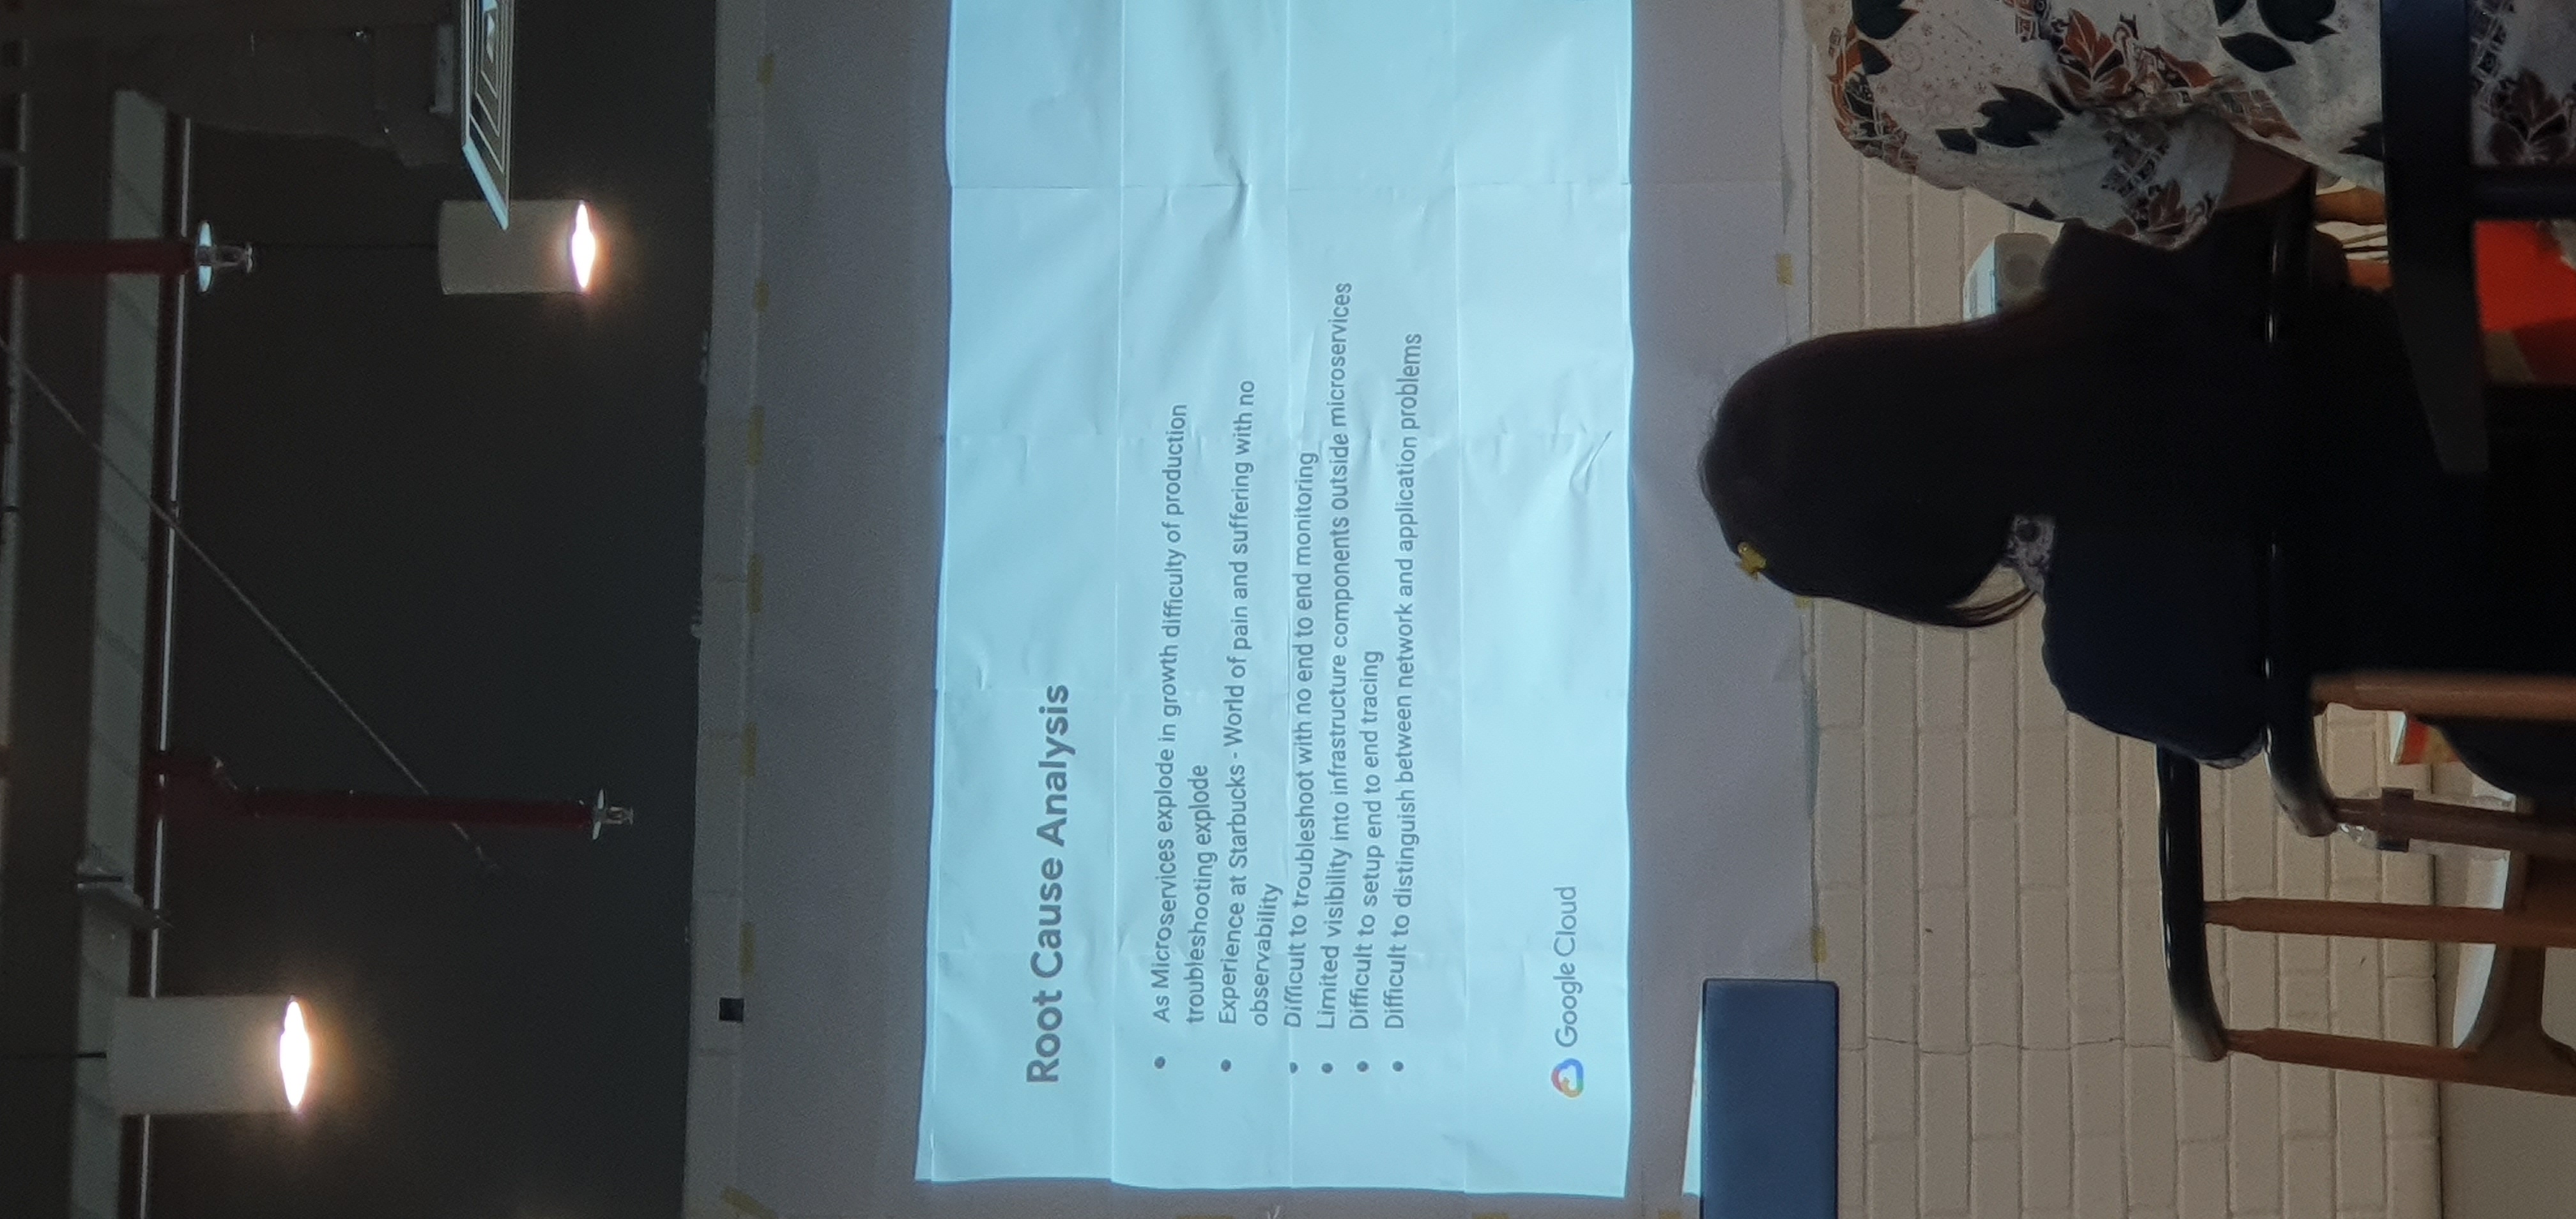 Root Cause Analysis
● As Microservices explode in growth difficulty of production
troubleshooting explode
● Experience at Starbucks - World of pain and suffering with no
observability
● Difficult to troubleshoot with no end to end monitoring
● Limited visibility into infrastructure components outside microservices
● Difficult to setup end to end tracing
● Difficult to distinguish between network and application problems
Google Cloud